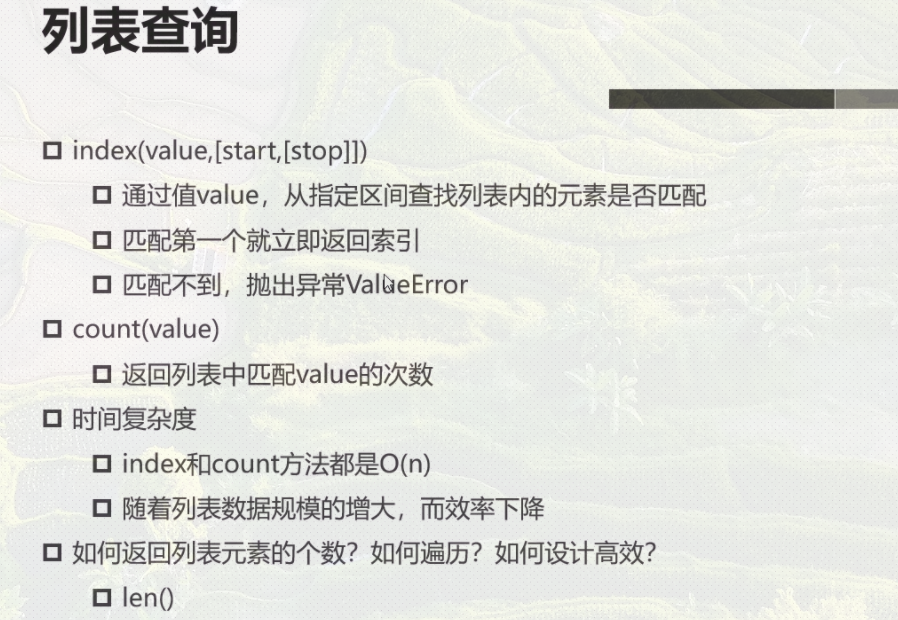 列表查询
index(value,[start,[stop]])
通过值value，从指定区间查找列表内的元素是否匹配
匹配第一个就立即返回索引
匹配不到，抛出异常ValueError
count(value)
返回列表中匹配value的次数
时间复杂度
index和count方法都是O(n)
随着列表数据规模的增大，而效率下降
如何返回列表元素的个数？如何遍历？如何设计高效？
len()